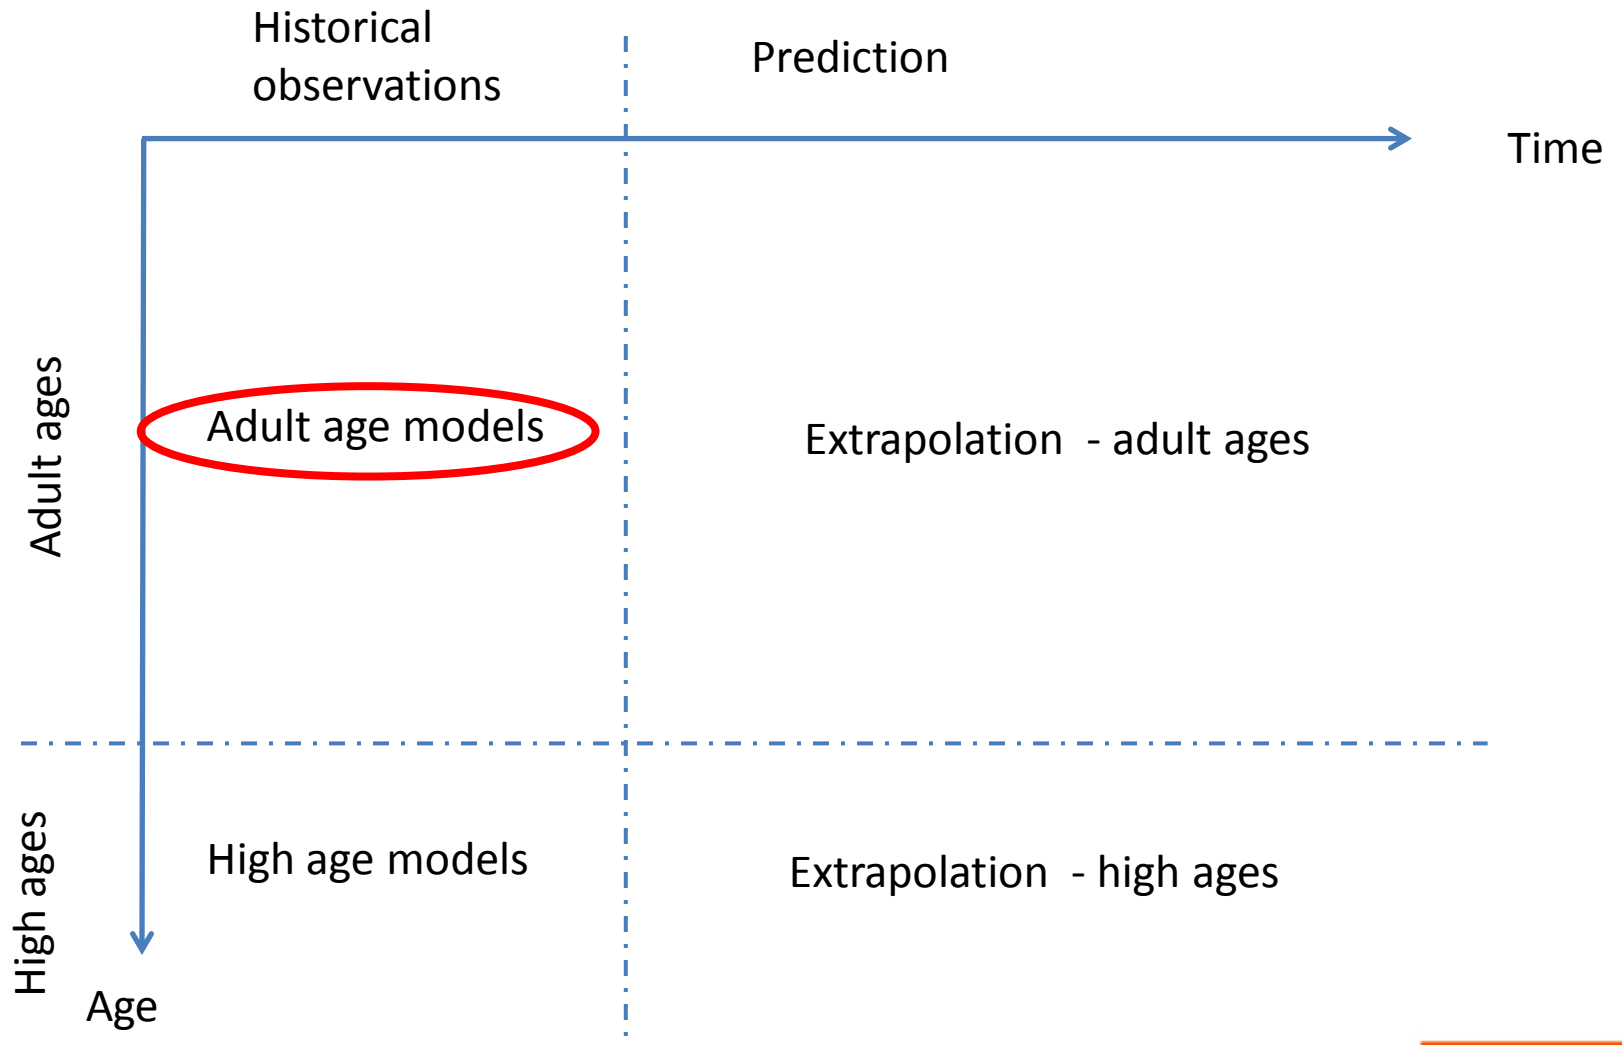 Historical
observations
Prediction
Time
Adult ages
Adult age models
Extrapolation - adult ages
High ages
High age models
Extrapolation - high ages
Age